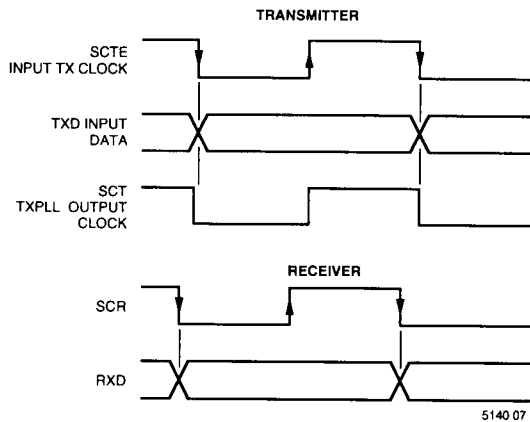 TRANSMITTER
SCTE
INPUT TX CLOCK
TXD INPUT
DATA
SCT
TXPLL OUTPUT
CLOCK
RECEIVER
SCR
RXD
5140 07